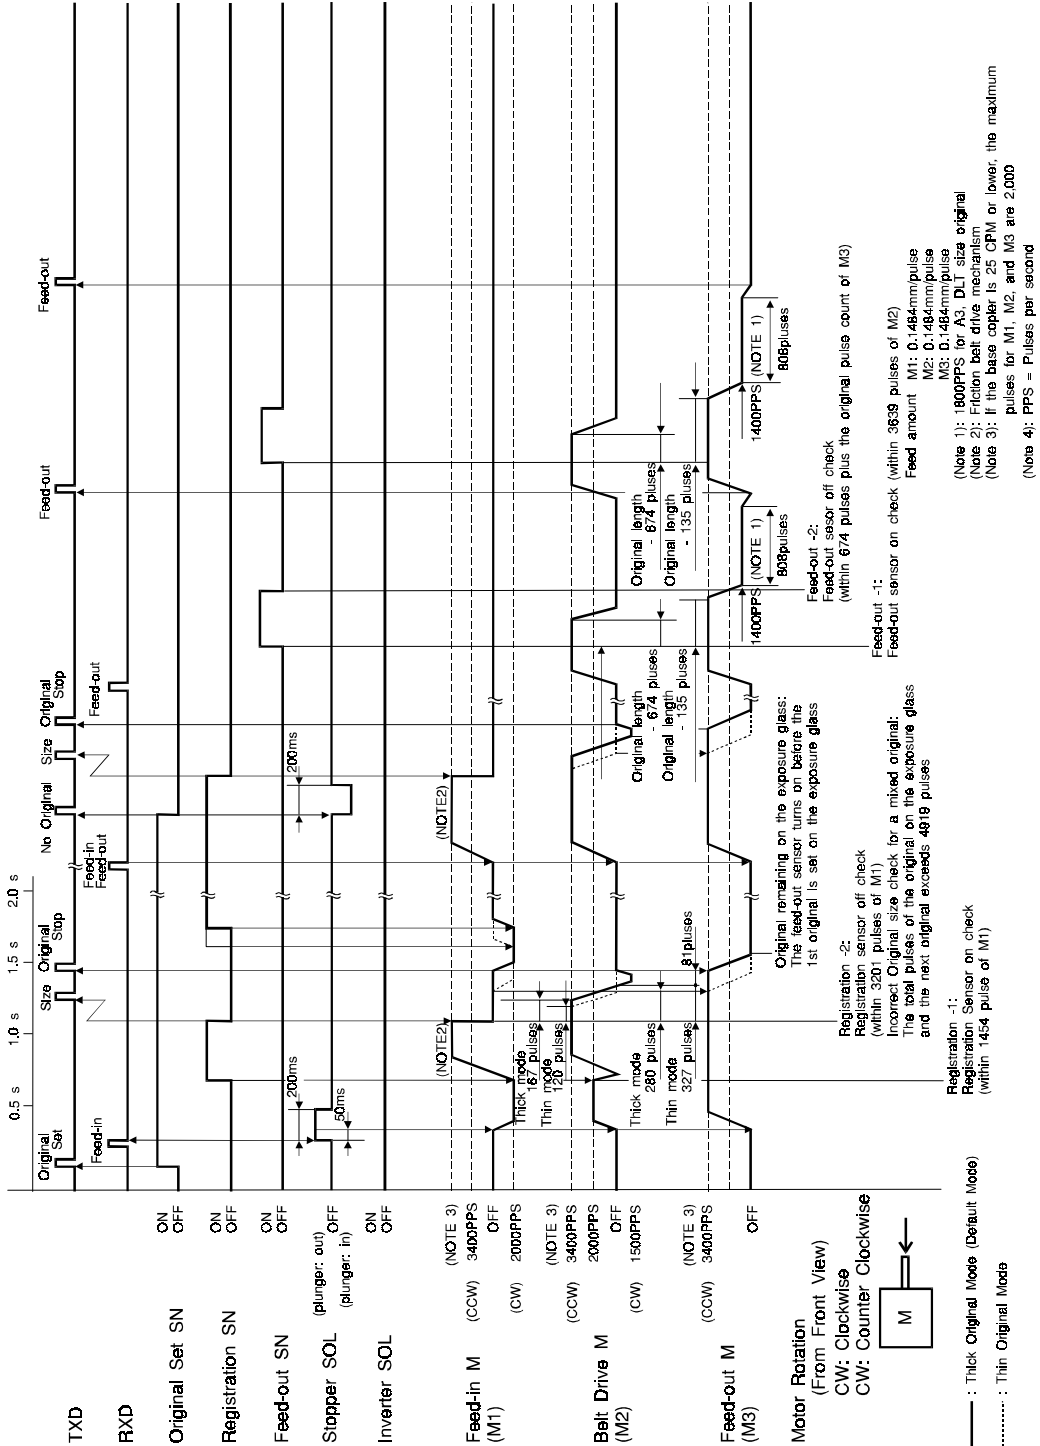 0.5 s
1.0 s
1.5 s
2.0 s
TXD
Original
Set
Size
Original
Stop
No Original
Size
Original
Stop
Feed-out
Feed-out
RXD
Feed-in
Feed-in
Feed-out
Feed-out
Original Set SN
ON
OFF
Registration SN
ON
OFF
Feed-out SN
ON
OFF
Stopper SOL
(plunger: out)
(plunger: in)
200ms
50ms
200ms
Inverter SOL
ON
OFF
Feed-in M
(M1)
(NOTE 3)
(CCW) 3400PPS
OFF
(CW) 2000PPS
(NOTE2)
(NOTE2)
Thick mode
167 pulses
Thin mode
120 pulses
Belt Drive M
(M2)
(NOTE 3)
(CCW) 3400PPS
2000PPS
OFF
(CW) 1500PPS
Thick mode
280 pulses
Thin mode
327 pulses
81pluses
Original length
- 674 pluses
Original length
- 135 pluses
Original length
- 674 pluses
Original length
- 135 pluses
Feed-out M
(M3)
(NOTE 3)
(CCW) 3400PPS
OFF
1400PPS (NOTE 1)
808pulses
1400PPS (NOTE 1)
808pluses
Motor Rotation
(From Front View)
CW: Clockwise
CW: Counter Clockwise
M
Original remaining on the exposure glass:
The feed-out sensor turns on before the
1st original is set on the exposure glass
Feed-out -2:
Feed-out sesor off check
(within 674 pulses plus the original pulse count of M3)
Registration -2:
Registration sensor off check
(within 3201 pulses of M1)
Incorrect Original size check for a mixed original:
The total pulses of the original on the exposure glass
and the next original exceeds 4919 pulses
Feed-out -1:
Feed-out sensor on check (within 3639 pulses of M2)
Feed amount M1: 0.1484mm/pulse
M2: 0.1484mm/pulse
M3: 0.1484mm/pulse
Registration -1:
Registration Sensor on check
(within 1454 pulse of M1)
(Note 1): 1800PPS for A3, DLT size original
(Note 2): Friction belt drive mechanism
(Note 3): If the base copier is 25 CPM or lower, the maximum
pulses for M1, M2, and M3 are 2,000
(Note 4): PPS = Pulses per second
: Thick Original Mode (Default Mode)
: Thin Original Mode